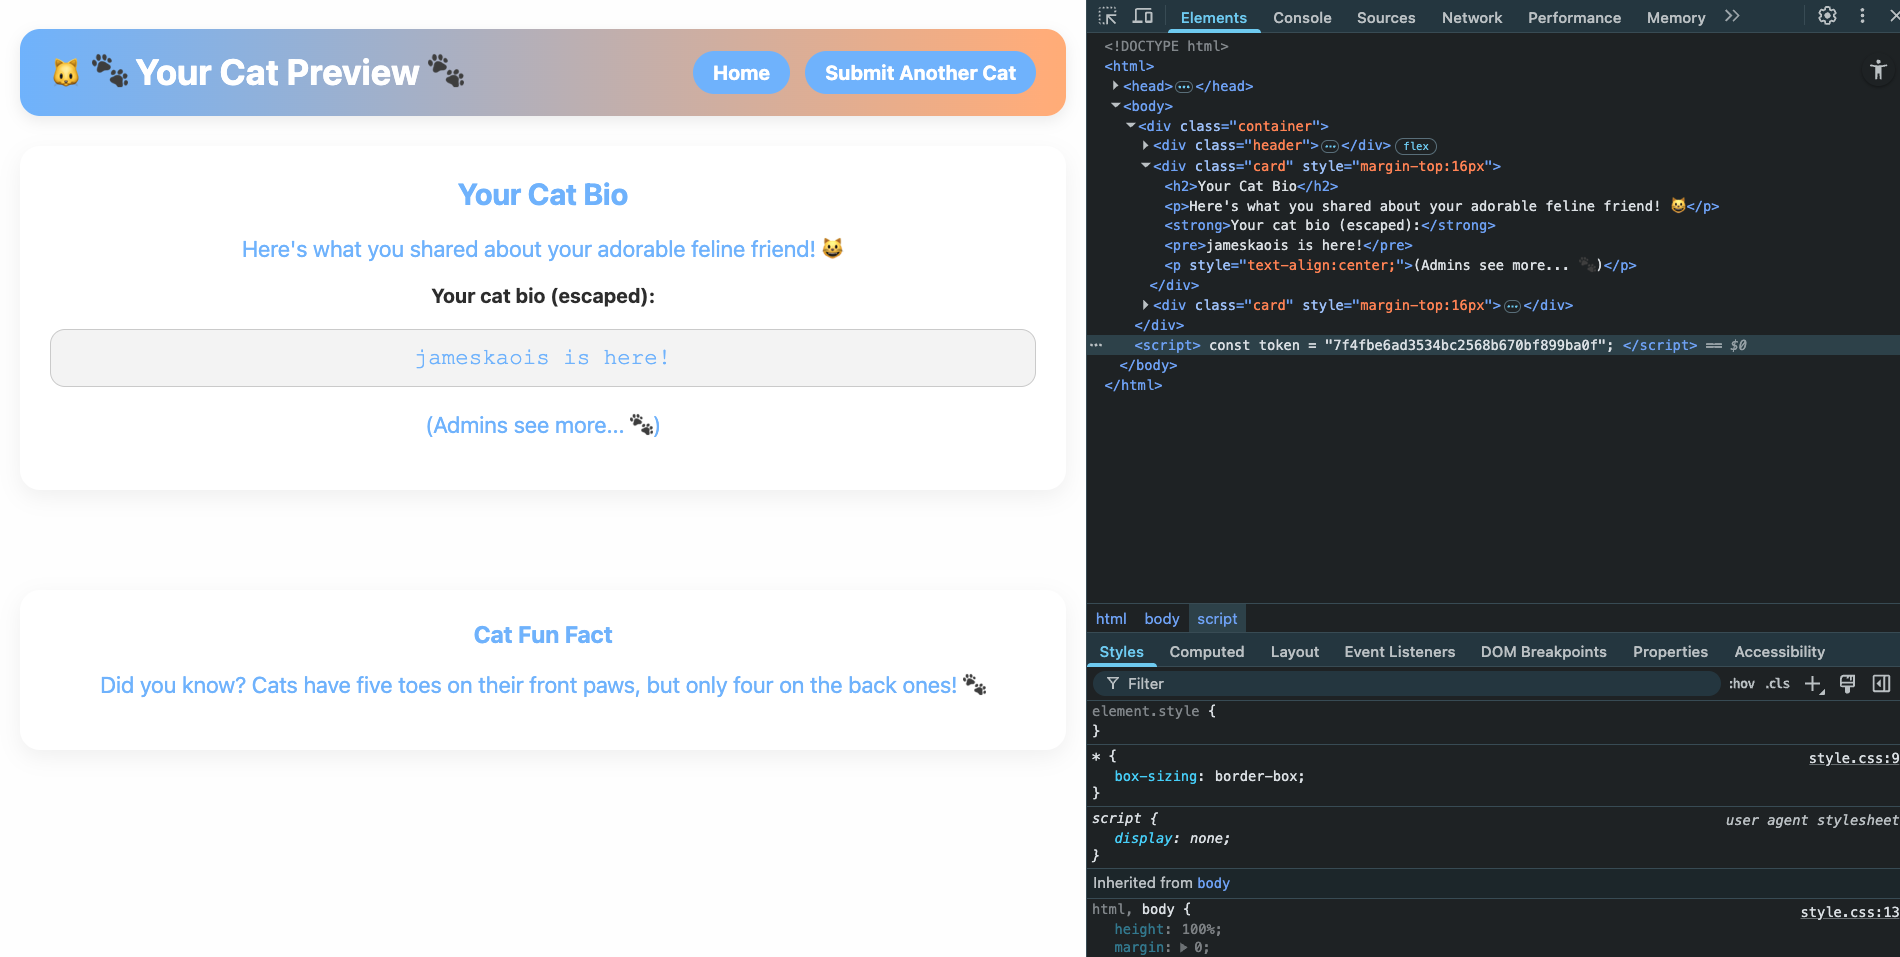 🐱 🐾 Your Cat Preview 🐾
Home
Submit Another Cat
Your Cat Bio
Here's what you shared about your adorable feline friend! 😺
Your cat bio (escaped):
jameskaois is here!
(Admins see more... 🐾)
Cat Fun Fact
Did you know? Cats have five toes on their front paws, but only four on the back ones! 🐾
Elements Console Sources Network Performance Memory
<!DOCTYPE html>
<html>
<head> ••• </head>
<body>
<div class="container">
<div class="header"> ••• </div> flex
<div class="card" style="margin-top:16px">
<h2>Your Cat Bio</h2>
<p>Here's what you shared about your adorable feline friend! 😺</p>
<strong>Your cat bio (escaped):</strong>
<pre>jameskaois is here!</pre>
<p style="text-align:center;">(Admins see more... 🐾)</p>
</div>
<div class="card" style="margin-top:16px"> ••• </div>
</div>
••• <script> const token = "7f4fbe6ad3534bc2568b670bf899ba0f"; </script> == $0
</body>
</html>
html body script
Styles Computed Layout Event Listeners DOM Breakpoints Properties Accessibility
Filter :hov .cls
element.style {
}
* { style.css:9
box-sizing: border-box;
}
script { user agent stylesheet
display: none;
}
Inherited from body
html, body { style.css:13
height: 100%;
margin: 0;